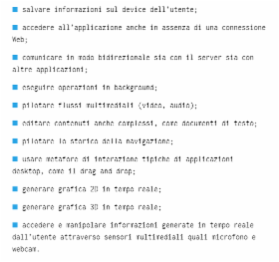 ■ salvare informazioni sul device dell'utente;
■ accedere all'applicazione anche in assenza di una connessione
Web;
■ comunicare in modo bidirezionale sia con il server sia con
altre applicazioni;
■ eseguire operazioni in background;
■ pilotare flussi multimediali (video, audio);
■ editare contenuti anche complessi, come documenti di testo;
■ pilotare lo storico della navigazione;
■ usare metafore di interazione tipiche di applicazioni
desktop, come il drag and drop;
■ generare grafica 2D in tempo reale;
■ generare grafica 3D in tempo reale;
■ accedere e manipolare informazioni generate in tempo reale
dall'utente attraverso sensori multimediali quali microfono e
webcam.